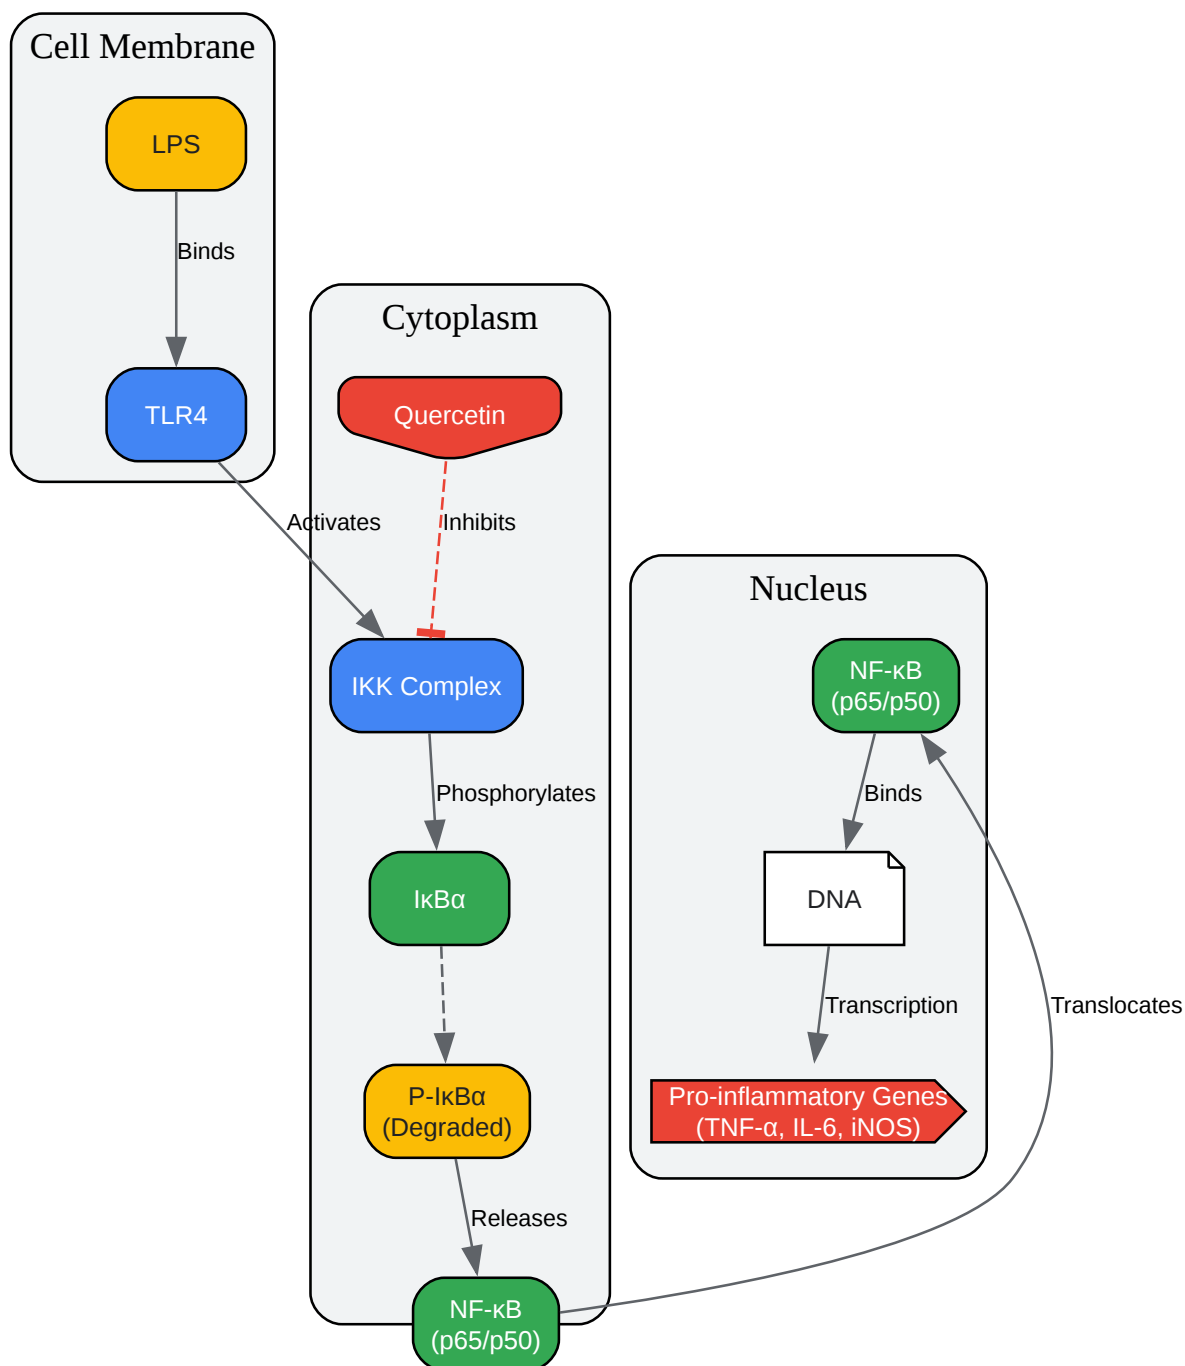 Cell Membrane
LPS
Binds
TLR4
Activates
Cytoplasm
Quercetin
Inhibits
IKK Complex
Phosphorylates
IκBα
P-IκBα
(Degraded)
Releases
NF-κB
(p65/p50)
Translocates
Nucleus
NF-κB
(p65/p50)
Binds
DNA
Transcription
Pro-inflammatory Genes
(TNF-α, IL-6, iNOS)